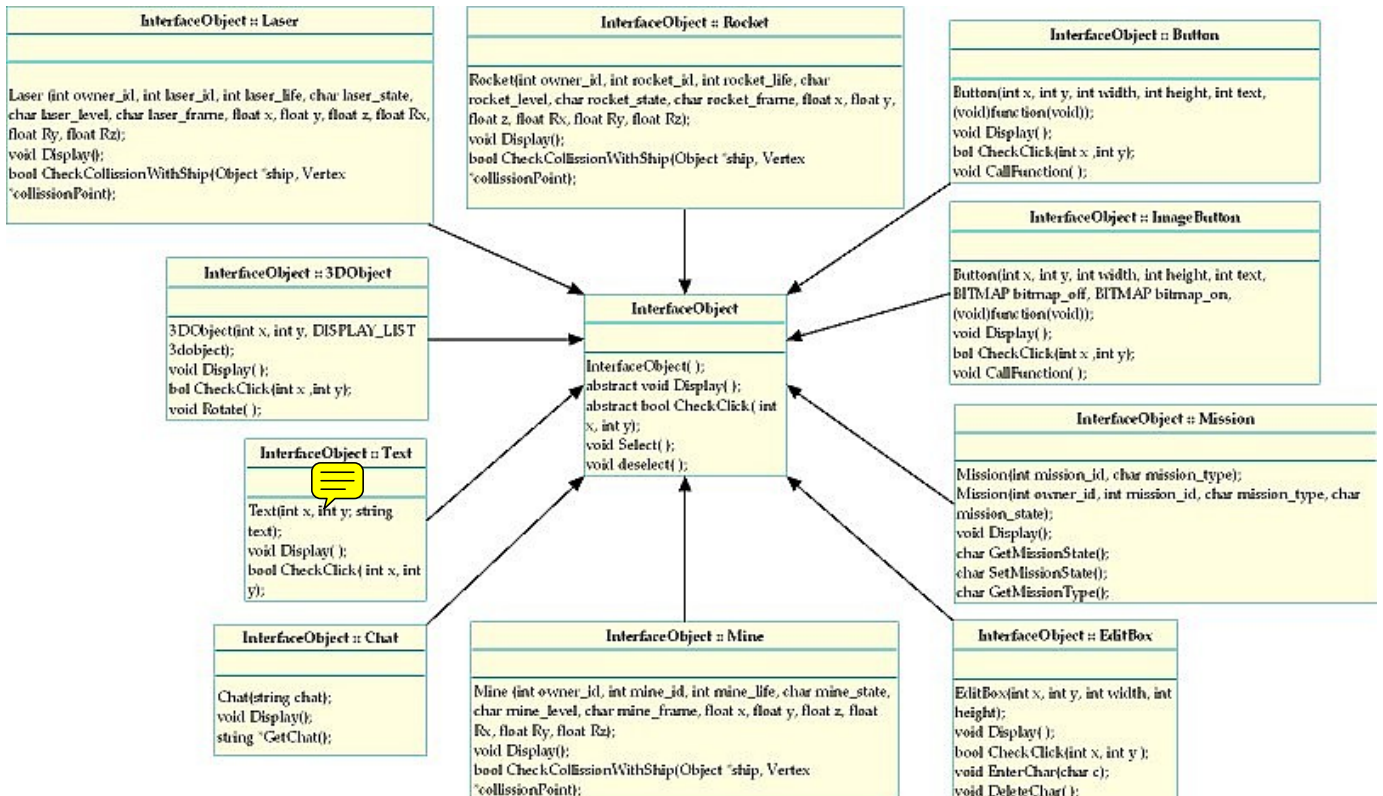 InterfaceObject :: Laser
Laser (int owner_id, int laser_id, int laser_life, char laser_state,
char laser_level, char laser_frame, float x, float y, float z, float Rx,
float Ry, float Rz);
void Display();
bool CheckCollissionWithShip(Object *ship, Vertex
*collissionPoint);
InterfaceObject :: Rocket
Rocket(int owner_id, int rocket_id, int rocket_life, char
rocket_level, char rocket_state, char rocket_frame, float x, float y,
float z, float Rx, float Ry, float Rz);
void Display();
bool CheckCollissionWithShip(Object *ship, Vertex
*collissionPoint);
InterfaceObject :: Button
Button(int x, int y, int width, int height, int text,
(void)function(void));
void Display( );
bol CheckClick(int x ,int y);
void CallFunction( );
InterfaceObject :: ImageButton
Button(int x, int y, int width, int height, int text,
BITMAP bitmap_off, BITMAP bitmap_on,
(void)function(void));
void Display( );
bol CheckClick(int x ,int y);
void CallFunction( );
InterfaceObject :: 3DObject
3DObject(int x, int y, DISPLAY_LIST
3dobject);
void Display( );
bol CheckClick(int x ,int y);
void Rotate( );
InterfaceObject
InterfaceObject( );
abstract void Display( );
abstract bool CheckClick( int
x, int y);
void Select( );
void deselect( );
InterfaceObject :: Text
Text(int x, int y; string
text);
void Display( );
bool CheckClick( int x, int
y);
InterfaceObject :: Mission
Mission(int mission_id, char mission_type);
Mission(int owner_id, int mission_id, char mission_type, char
mission_state);
void Display();
char GetMissionState();
char SetMissionState();
char GetMissionType();
InterfaceObject :: Chat
Chat(string chat);
void Display();
string *GetChat();
InterfaceObject :: Mine
Mine (int owner_id, int mine_id, int mine_life, char mine_state,
char mine_level, char mine_frame, float x, float y, float z, float
Rx, float Ry, float Rz);
void Display();
bool CheckCollissionWithShip(Object *ship, Vertex
*collissionPoint);
InterfaceObject :: EditBox
EditBox(int x, int y, int width, int
height);
void Display( );
bool CheckClick(int x, int y );
void EnterChar(char c);
void DeleteChar( );